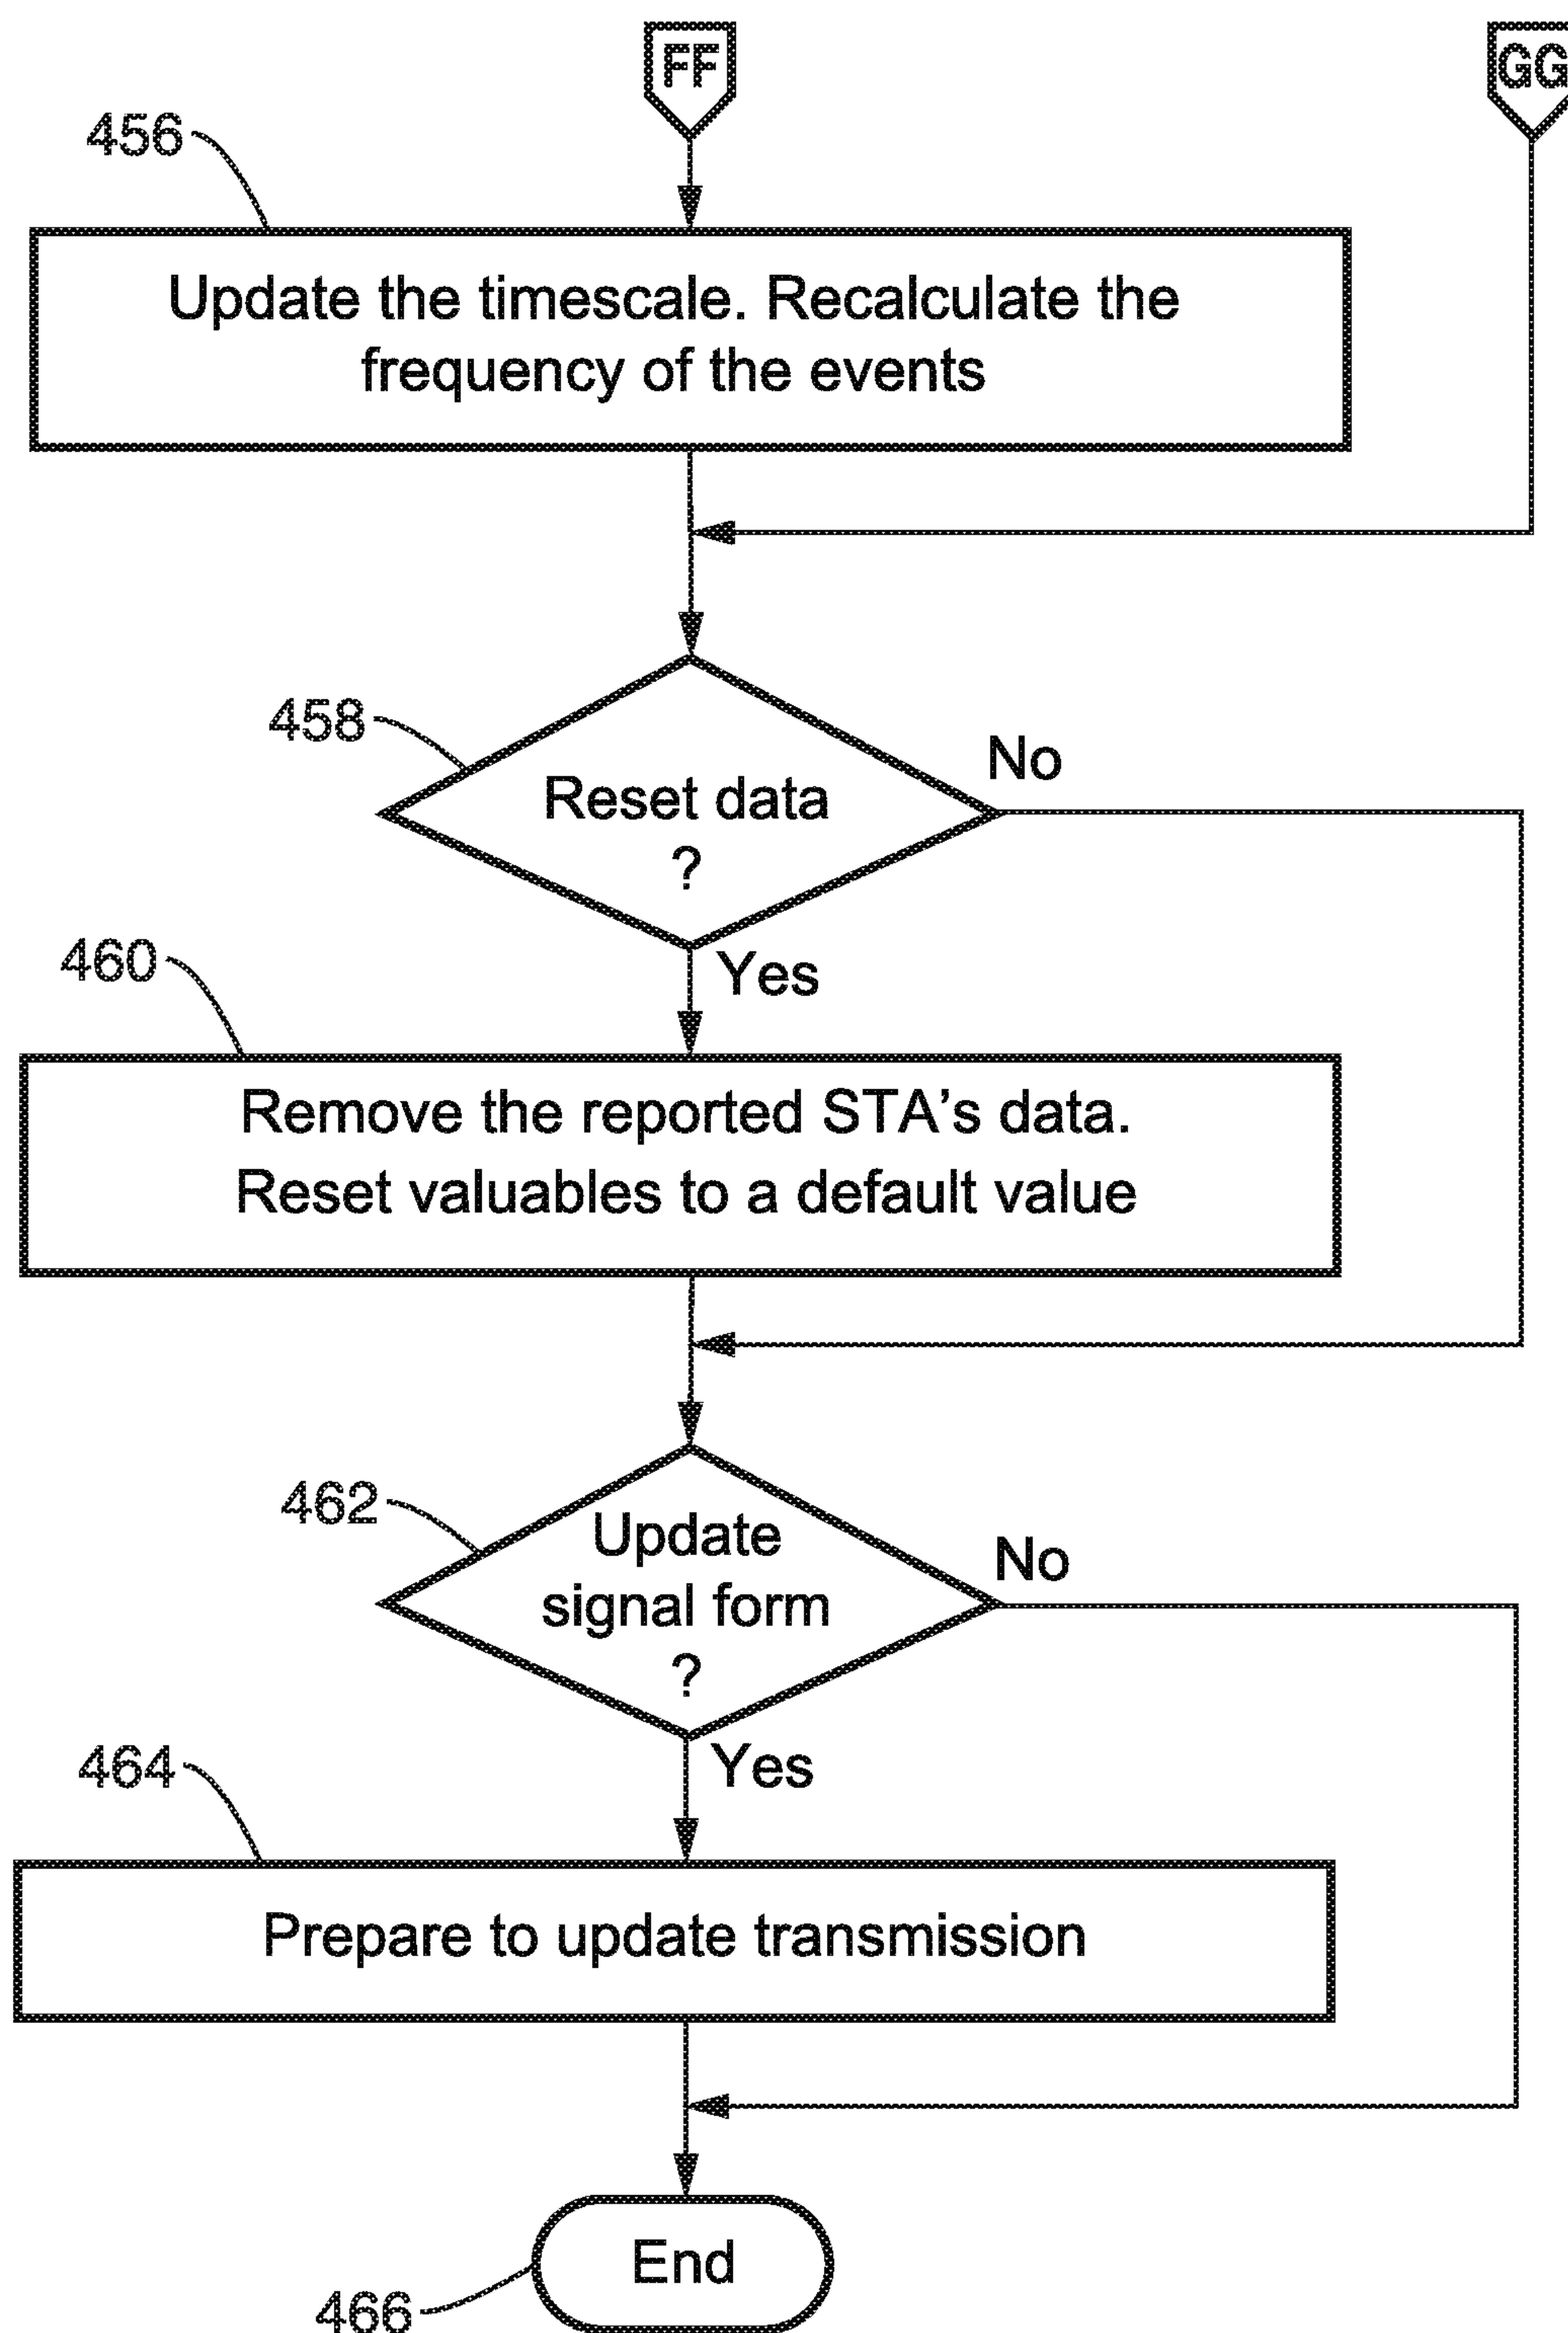 FF
GG
456
Update the timescale. Recalculate the
frequency of the events
458
Reset data
?
No
Yes
460
Remove the reported STA's data.
Reset valuables to a default value
462
Update
signal form
?
No
Yes
464
Prepare to update transmission
End
466